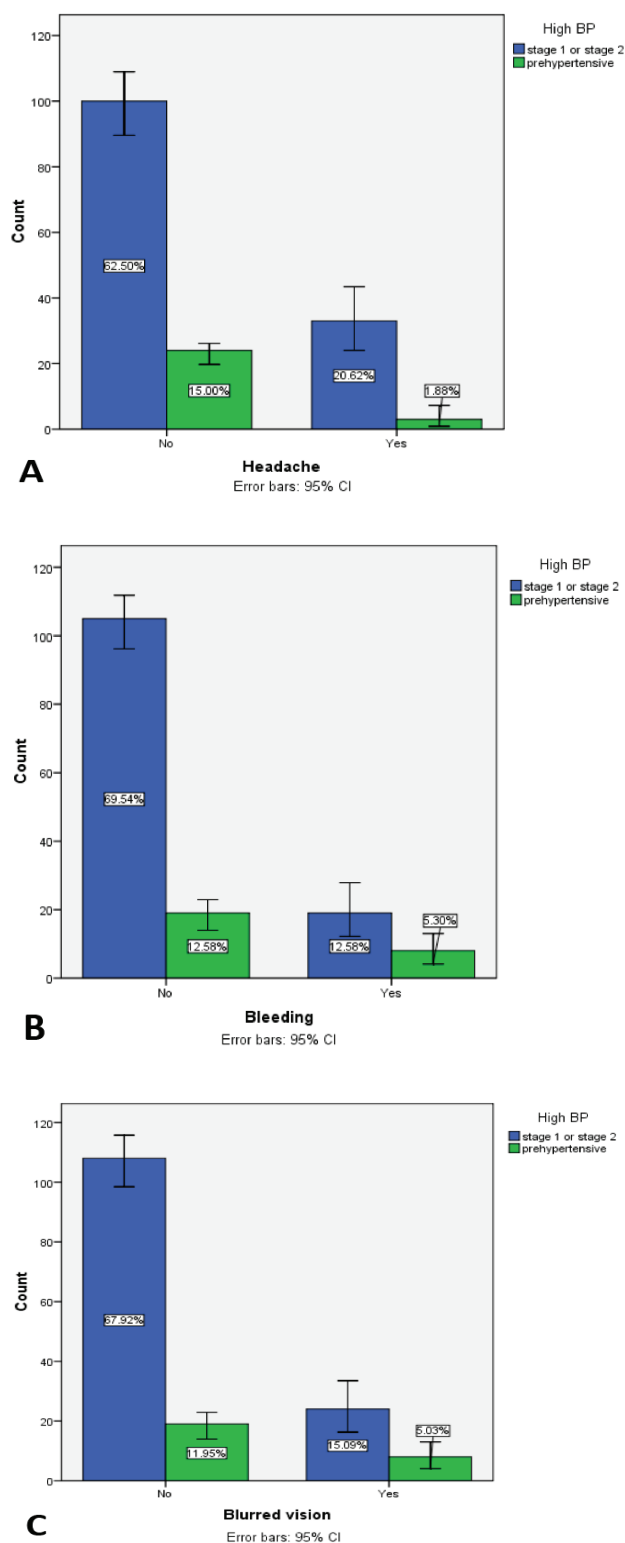 High BP
stage 1 or stage 2
prehypertensive
120
100
80
60
40
20
0
Count
62.50%
15.00%
20.62%
1.88%
No
Yes
Headache
Error bars: 95% CI
A
High BP
stage 1 or stage 2
prehypertensive
120
100
80
60
40
20
0
Count
69.54%
12.58%
12.58%
5.30%
No
Yes
Bleeding
Error bars: 95% CI
B
High BP
stage 1 or stage 2
prehypertensive
120
100
80
60
40
20
0
Count
67.92%
11.95%
15.09%
5.03%
No
Yes
Blurred vision
Error bars: 95% CI
C